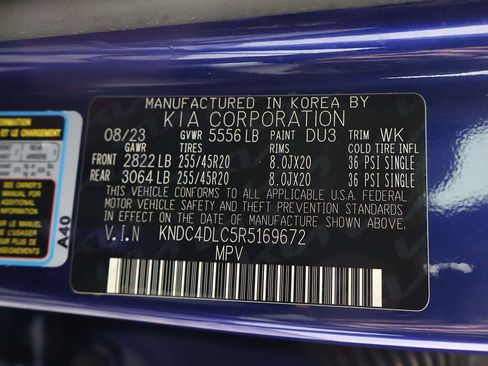 MANUFACTURED IN KOREA BY
KIA CORPORATION
08/23 GVWR 5556 LB PAINT DU3 TRIM WK
GAWR TIRES RIMS COLD TIRE INFL
FRONT 2822 LB 255/45R20 8.0JX20 36 PSI SINGLE
REAR 3064 LB 255/45R20 8.0JX20 36 PSI SINGLE
THIS VEHICLE CONFORMS TO ALL APPLICABLE U.S.A. FEDERAL
MOTOR VEHICLE SAFETY, BUMPER, AND THEFT PREVENTION STANDARDS
IN EFFECT ON THE DATE OF MANUFACTURE SHOWN ABOVE.
V.I.N KNDC4DLC5R5169672
MPV
A40